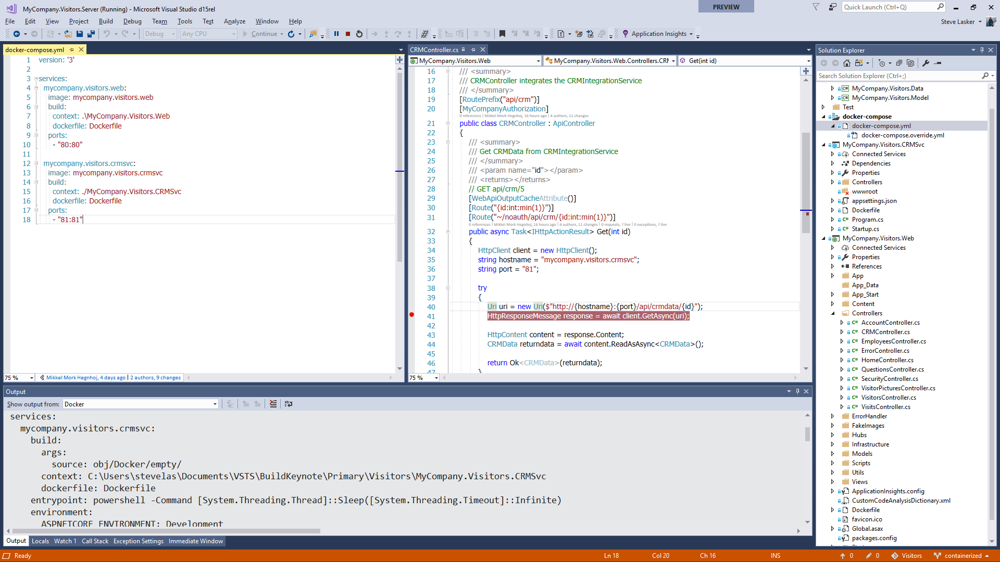 MyCompany.Visitors.Server (Running) - Microsoft Visual Studio d15rel
PREVIEW
Quick Launch (Ctrl+Q)
File Edit View Project Build Debug Team Tools Test Analyze Window Help
Steve Lasker
Debug Any CPU Continue Application Insights
docker-compose.yml
1 version: '3'
2
3 services:
4 mycompany.visitors.web:
5 image: mycompany.visitors.web
6 build:
7 context: .\MyCompany.Visitors.Web
8 dockerfile: Dockerfile
9 ports:
10 - "80:80"
11
12 mycompany.visitors.crmsvc:
13 image: mycompany.visitors.crmsvc
14 build:
15 context: ./MyCompany.Visitors.CRMSvc
16 dockerfile: Dockerfile
17 ports:
18 - "81:81"
75 % Mikkel Mork Hegnhoj, 4 days ago | 2 authors, 9 changes
CRMController.cs
MyCompany.Visitors.Web MyCompany.Visitors.Web.Controllers.CRM Get(int id)
16 /// <summary>
17 /// CRMController integrates the CRMIntegrationService
18 /// </summary>
19 [RoutePrefix("api/crm")]
20 [MyCompanyAuthorization]
0 references | Mikkel Mork Hegnhoj, 16 hours ago | 4 authors, 11 changes
21 public class CRMController : ApiController
22 {
23 /// <summary>
24 /// Get CRMData from CRMIntegrationService
25 /// </summary>
26 /// <param name="id"></param>
27 /// <returns></returns>
28 // GET api/crm/5
29 [WebApiOutputCacheAttribute()]
30 [Route("{id:int:min(1)}")]
31 [Route("~/noauth/api/crm/{id:int:min(1)}")]
0 references | Mikkel Mork Hegnhoj, 16 hours ago | 4 authors, 11 changes | 0 requests, ? live | 0 exceptions, ? live
32 public async Task<IHttpActionResult> Get(int id)
33 {
34 HttpClient client = new HttpClient();
35 string hostname = "mycompany.visitors.crmsvc";
36 string port = "81";
37
38 try
39 {
40 Uri uri = new Uri($"http://{hostname}:{port}/api/crmdata/{id}");
41 HttpResponseMessage response = await client.GetAsync(uri);
42
43 HttpContent content = response.Content;
44 CRMData returndata = await content.ReadAsAsync<CRMData>();
45
46 return Ok<CRMData>(returndata);
47 }
75 %
Solution Explorer
Search Solution Explorer (Ctrl+;)
C# MyCompany.Visitors.Data
C# MyCompany.Visitors.Model
Test
docker-compose
docker-compose.yml
docker-compose.override.yml
MyCompany.Visitors.CRMSvc
Connected Services
Dependencies
Properties
Controllers
wwwroot
appsettings.json
Dockerfile
C# Program.cs
C# Startup.cs
MyCompany.Visitors.Web
Connected Services
Properties
References
App
App_Data
App_Start
Content
Controllers
C# AccountController.cs
C# CRMController.cs
C# EmployeesController.cs
C# ErrorController.cs
C# HomeController.cs
C# QuestionsController.cs
C# SecurityController.cs
C# VisitorPicturesController.cs
C# VisitorsController.cs
C# VisitsController.cs
ErrorHandler
FakeImages
Hubs
Infrastructure
Models
Scripts
Utils
Views
ApplicationInsights.config
CustomCodeAnalysisDictionary.xml
Dockerfile
favicon.ico
Global.asax
packages.config
Output
Show output from: Docker
services:
mycompany.visitors.crmsvc:
build:
args:
source: obj/Docker/empty/
context: C:\Users\stevelas\Documents\VSTS\BuildKeynote\Primary\Visitors\MyCompany.Visitors.CRMSvc
dockerfile: Dockerfile
entrypoint: powershell -Command [System.Threading.Thread]::Sleep([System.Threading.Timeout]::Infinite)
environment:
ASPNETCORE_ENVIRONMENT: Development
Output Locals Watch 1 Call Stack Exception Settings Immediate Window
Ready Ln 18 Col 20 Ch 16 INS 0 0 Visitors containerized